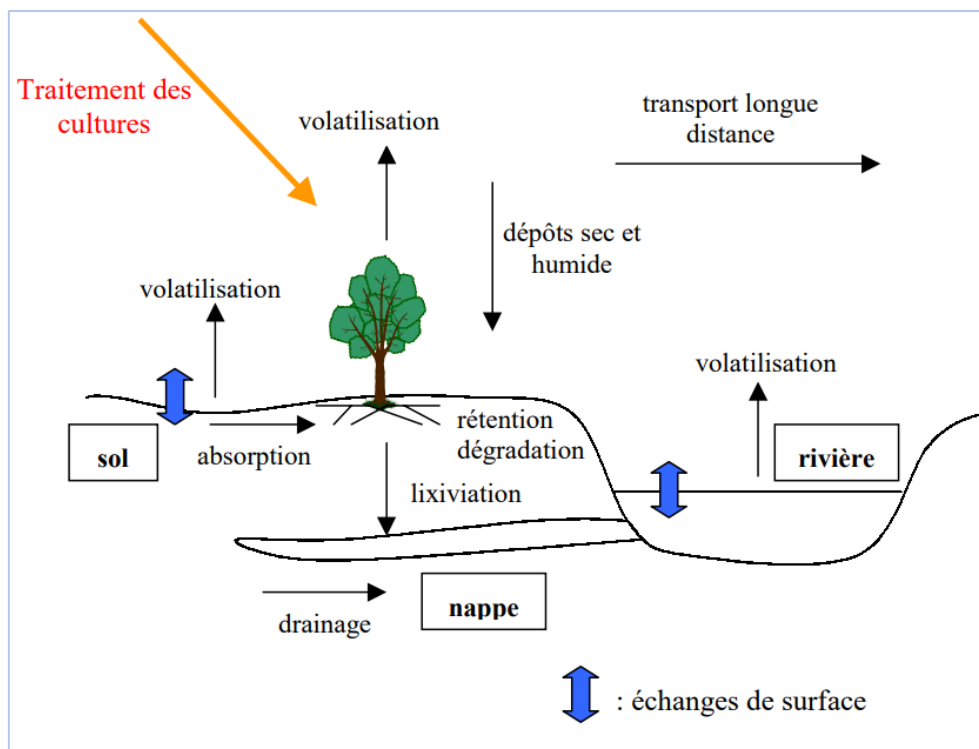 Traitement des
cultures
volatilisation
transport longue
distance
dépôts sec et
humide
volatilisation
volatilisation
sol
absorption
rétention
dégradation
rivière
lixiviation
drainage
nappe
: échanges de surface